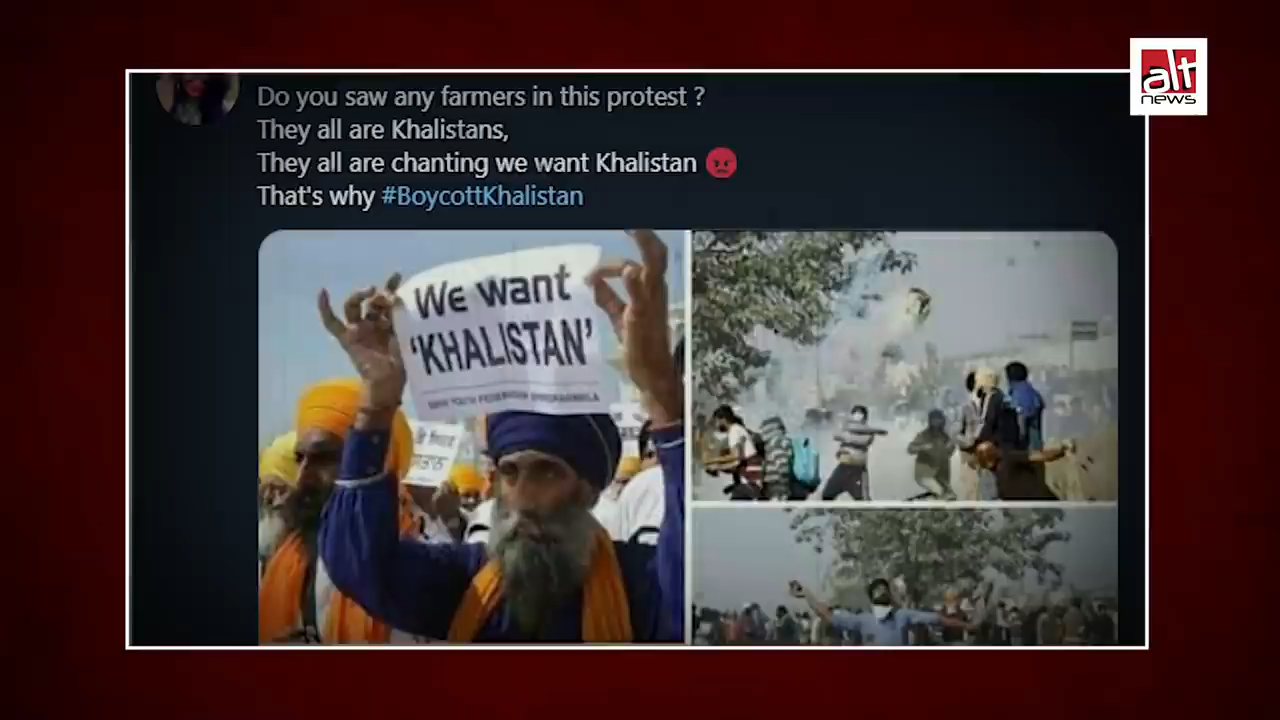 Do you saw any farmers in this protest ?
They all are Khalistans,
They all are chanting we want Khalistan
That's why #BoycottKhalistan
alt
news
We want
'KHALISTAN'